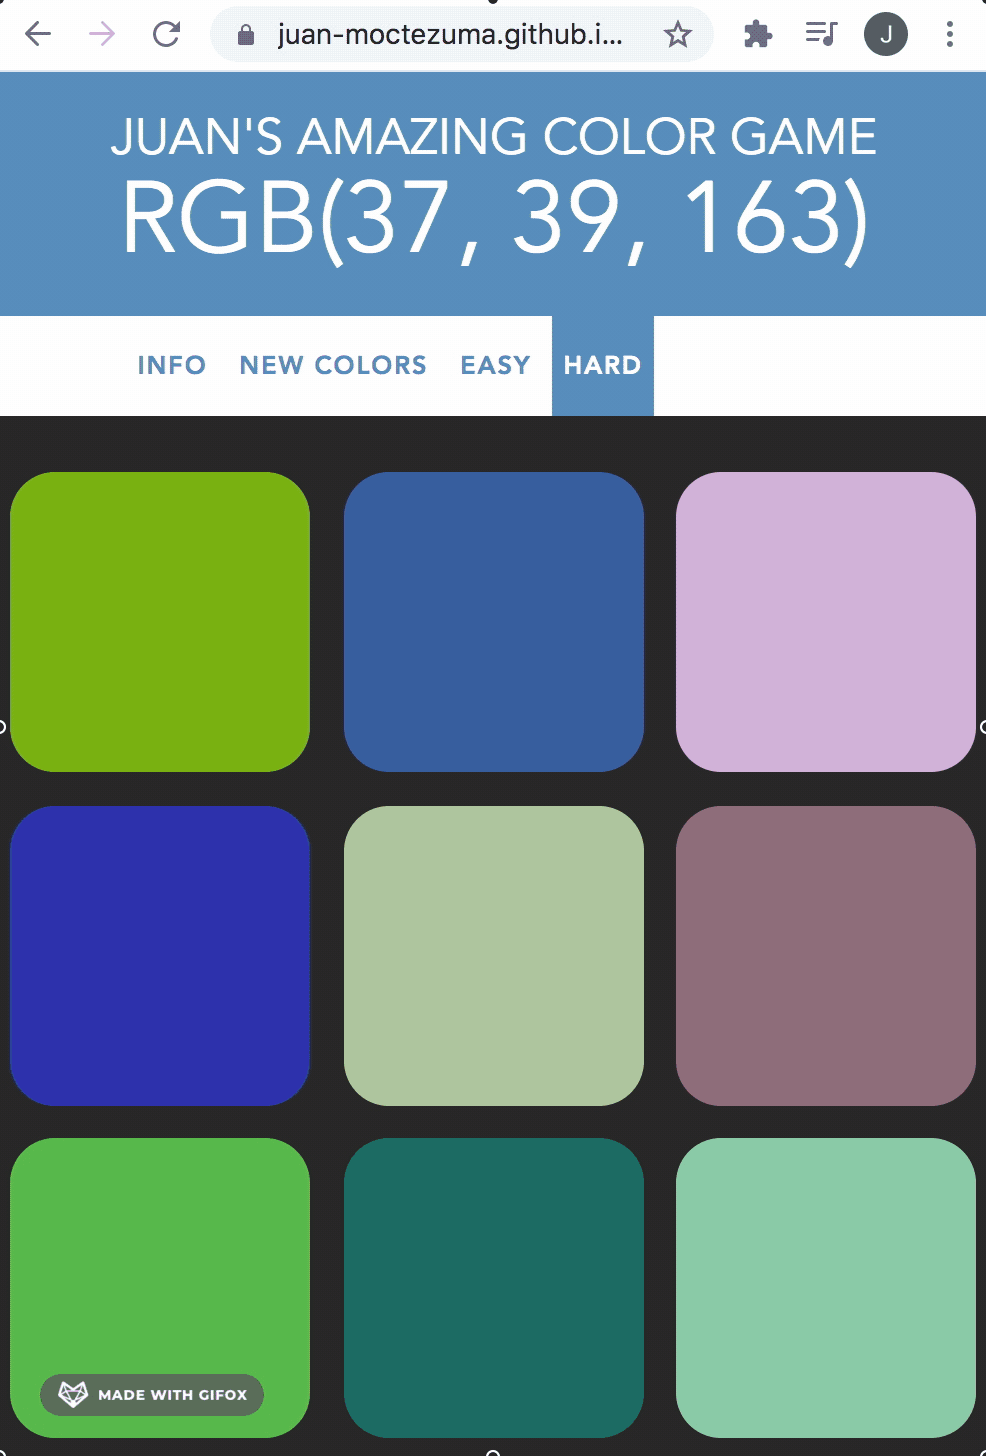 juan-moctezuma.github.i...
J
JUAN'S AMAZING COLOR GAME
RGB(37, 39, 163)
INFO NEW COLORS EASY HARD
MADE WITH GIFOX